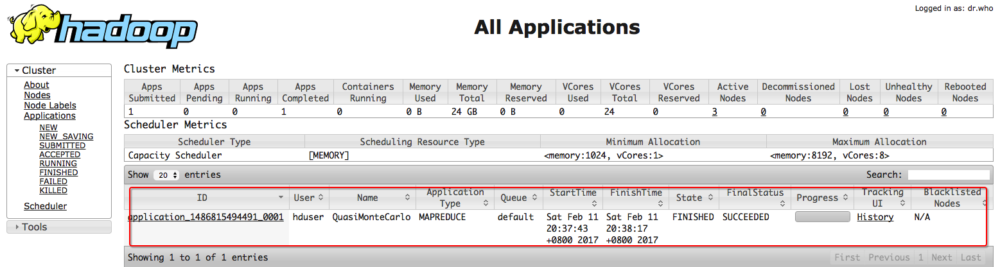 Logged in as: dr.who
hadoop
All Applications
Cluster
About
Nodes
Node Labels
Applications
NEW
NEW_SAVING
SUBMITTED
ACCEPTED
RUNNING
FINISHED
FAILED
KILLED
Scheduler
Tools
Cluster Metrics
Apps Submitted Apps Pending Apps Running Apps Completed Containers Running Memory Used Memory Total Memory Reserved VCores Used VCores Total VCores Reserved Active Nodes Decommissioned Nodes Lost Nodes Unhealthy Nodes Rebooted Nodes
1 0 0 1 0 0 B 24 GB 0 B 0 24 0 3 0 0 0 0
Scheduler Metrics
Scheduler Type Scheduling Resource Type Minimum Allocation Maximum Allocation
Capacity Scheduler [MEMORY] <memory:1024, vCores:1> <memory:8192, vCores:8>
Show 20 entries Search:
ID User Name Application Type Queue StartTime FinishTime State FinalStatus Progress Tracking UI Blacklisted Nodes
application_1486815494491_0001 hduser QuasiMonteCarlo MAPREDUCE default Sat Feb 11 20:37:43 +0800 2017 Sat Feb 11 20:38:17 +0800 2017 FINISHED SUCCEEDED History N/A
Showing 1 to 1 of 1 entries First Previous 1 Next Last